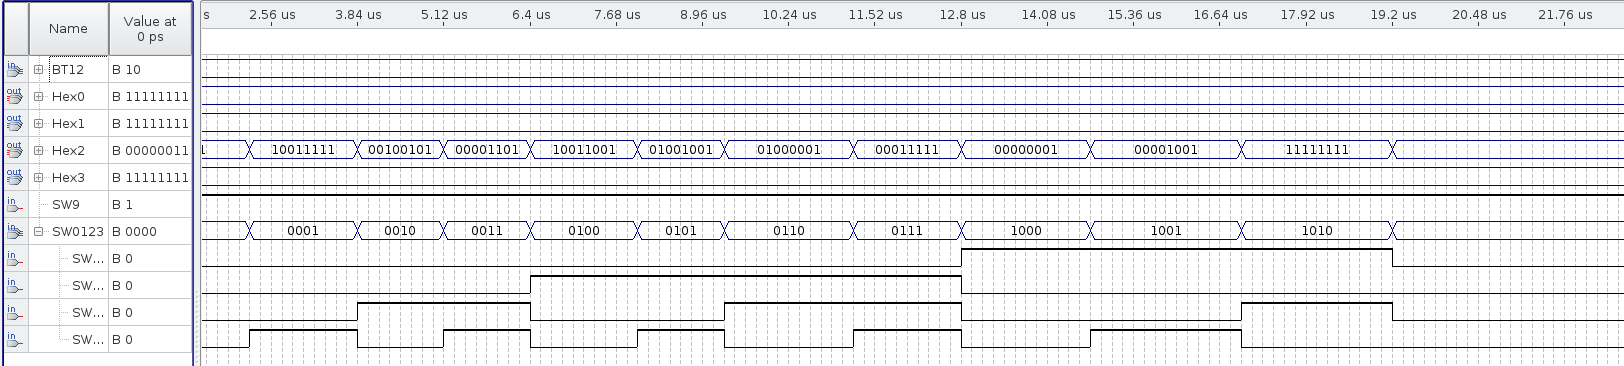 Name Value at 0 ps s 2.56 us 3.84 us 5.12 us 6.4 us 7.68 us 8.96 us 10.24 us 11.52 us 12.8 us 14.08 us 15.36 us 16.64 us 17.92 us 19.2 us 20.48 us 21.76 us
in BT12 B 10
out Hex0 B 11111111
out Hex1 B 11111111
out Hex2 B 00000011 10011111 00100101 00001101 10011001 01001001 01000001 00011111 00000001 00001001 11111111
out Hex3 B 11111111
in SW9 B 1
in SW0123 B 0000 0001 0010 0011 0100 0101 0110 0111 1000 1001 1010
in SW... B 0
in SW... B 0
in SW... B 0
in SW... B 0